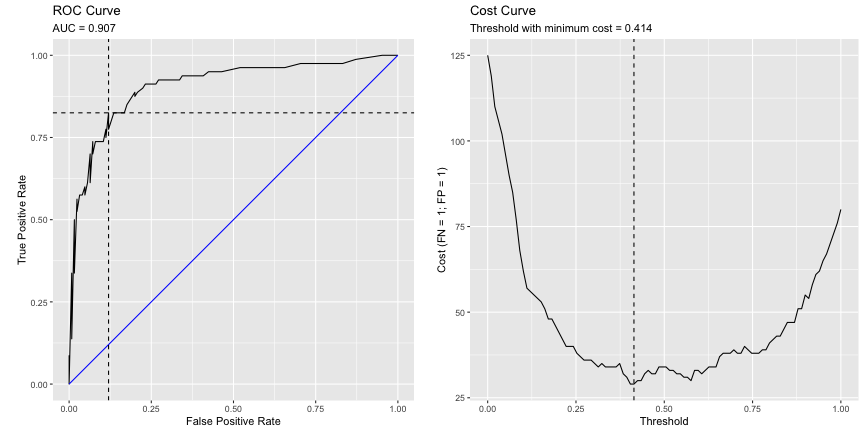 ROC Curve
AUC = 0.907
1.00
0.75
0.50
0.25
0.00
True Positive Rate
0.00 0.25 0.50 0.75 1.00
False Positive Rate
Cost Curve
Threshold with minimum cost = 0.414
125
100
75
50
25
Cost (FN = 1; FP = 1)
0.00 0.25 0.50 0.75 1.00
Threshold